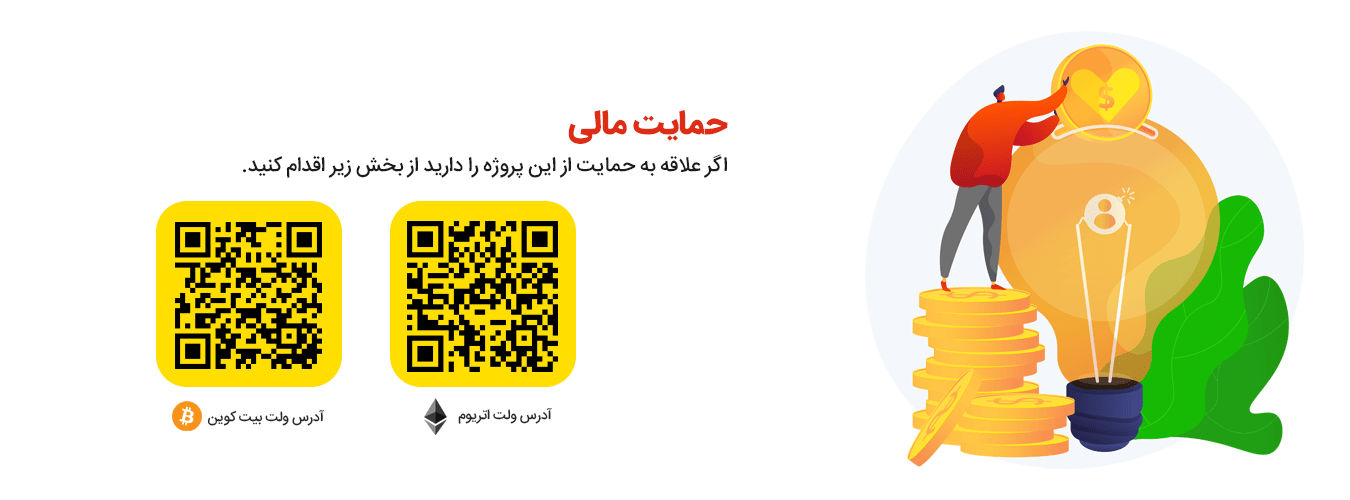 حمایت مالی
اگر علاقه به حمایت از این پروژه را دارید از بخش زیر اقدام کنید.
آدرس ولت اتریوم
آدرس ولت بیت کوین
$